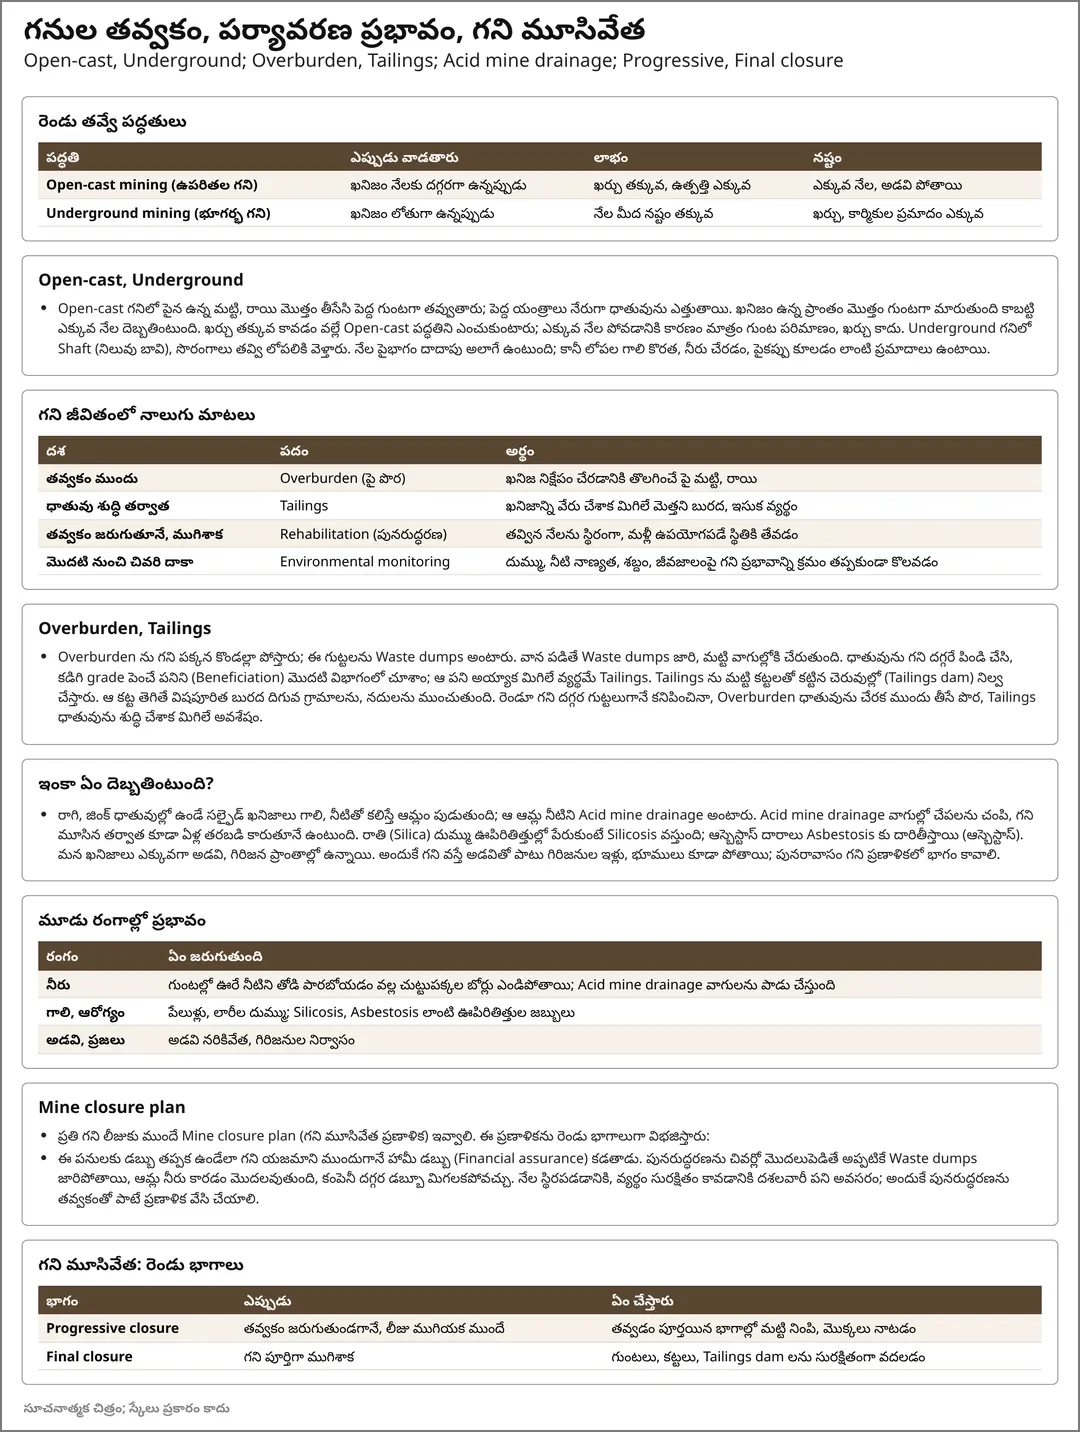 గనుల తవ్వకం, పర్యావరణ ప్రభావం, గని మూసివేత
Open-cast, Underground; Overburden, Tailings; Acid mine drainage; Progressive, Final closure
రెండు తవ్వే పద్ధతులు
పద్ధతి ఎప్పుడు వాడతారు లాభం నష్టం
Open-cast mining (ఉపరితల గని) ఖనిజం నేలకు దగ్గరగా ఉన్నప్పుడు ఖర్చు తక్కువ, ఉత్పత్తి ఎక్కువ ఎక్కువ నేల, అడవి పోతాయి
Underground mining (భూగర్భ గని) ఖనిజం లోతుగా ఉన్నప్పుడు నేల మీద నష్టం తక్కువ ఖర్చు, కార్మికుల ప్రమాదం ఎక్కువ
Open-cast, Underground
• Open-cast గనిలో పైన ఉన్న మట్టి, రాయి మొత్తం తీసేసి పెద్ద గుంటగా తవ్వుతారు; పెద్ద యంత్రాలు నేరుగా ధాతువును ఎత్తుతాయి. ఖనిజం ఉన్న ప్రాంతం మొత్తం గుంటగా మారుతుంది కాబట్టి
ఎక్కువ నేల దెబ్బతింటుంది. ఖర్చు తక్కువ కావడం వల్లే Open-cast పద్ధతిని ఎంచుకుంటారు; ఎక్కువ నేల పోవడానికి కారణం మాత్రం గుంట పరిమాణం, ఖర్చు కాదు. Underground గనిలో
Shaft (నిలువు బావి), సొరంగాలు తవ్వి లోపలికి వెళ్తారు. నేల పైభాగం దాదాపు అలాగే ఉంటుంది; కానీ లోపల గాలి కొరత, నీరు చేరడం, పైకప్పు కూలడం లాంటి ప్రమాదాలు ఉంటాయి.
గని జీవితంలో నాలుగు మాటలు
దశ పదం అర్థం
తవ్వకం ముందు Overburden (పై పొర) ఖనిజ నిక్షేపం చేరడానికి తొలగించే పై మట్టి, రాయి
ధాతువు శుద్ధి తర్వాత Tailings ఖనిజాన్ని వేరు చేశాక మిగిలే మెత్తని బురద, ఇసుక వ్యర్థం
తవ్వకం జరుగుతూనే, ముగిశాక Rehabilitation (పునరుద్ధరణ) తవ్విన నేలను స్థిరంగా, మళ్లీ ఉపయోగపడే స్థితికి తేవడం
మొదటి నుంచి చివరి దాకా Environmental monitoring దుమ్ము, నీటి నాణ్యత, శబ్దం, జీవజాలంపై గని ప్రభావాన్ని క్రమం తప్పకుండా కొలవడం
Overburden, Tailings
• Overburden ను గని పక్కన కొండల్లా పోస్తారు; ఈ గుట్టలను Waste dumps అంటారు. వాన పడితే Waste dumps జారి, మట్టి వాగుల్లోకి చేరుతుంది. ధాతువును గని దగ్గరే పిండి చేసి,
కడిగి grade పెంచే పనిని (Beneficiation) మొదటి విభాగంలో చూశాం; ఆ పని అయ్యాక మిగిలే వ్యర్థమే Tailings. Tailings ను మట్టి కట్టలతో కట్టిన చెరువుల్లో (Tailings dam) నిల్వ
చేస్తారు. ఆ కట్ట తెగితే విషపూరిత బురద దిగువ గ్రామాలను, నదులను ముంచుతుంది. రెండూ గని దగ్గర గుట్టలుగానే కనిపించినా, Overburden ధాతువును చేరక ముందు తీసే పొర, Tailings
ధాతువును శుద్ధి చేశాక మిగిలే అవశేషం.
ఇంకా ఏం దెబ్బతింటుంది?
• రాగి, జింక్ ధాతువుల్లో ఉండే సల్ఫైడ్ ఖనిజాలు గాలి, నీటితో కలిస్తే ఆమ్లం పుడుతుంది; ఆ ఆమ్ల నీటిని Acid mine drainage అంటారు. Acid mine drainage వాగుల్లో చేపలను చంపి, గని
మూసిన తర్వాత కూడా ఏళ్ల తరబడి కారుతూనే ఉంటుంది. రాతి (Silica) దుమ్ము ఊపిరితిత్తుల్లో పేరుకుంటే Silicosis వస్తుంది; ఆస్బెస్టాస్ దారాలు Asbestosis కు దారితీస్తాయి (ఆస్బెస్టాస్).
మన ఖనిజాలు ఎక్కువగా అడవి, గిరిజన ప్రాంతాల్లో ఉన్నాయి. అందుకే గని వస్తే అడవితో పాటు గిరిజనుల ఇళ్లు, భూములు కూడా పోతాయి; పునరావాసం గని ప్రణాళికలో భాగం కావాలి.
మూడు రంగాల్లో ప్రభావం
రంగం ఏం జరుగుతుంది
నీరు గుంటల్లో ఊరే నీటిని తోడి పారబోయడం వల్ల చుట్టుపక్కల బోర్లు ఎండిపోతాయి; Acid mine drainage వాగులను పాడు చేస్తుంది
గాలి, ఆరోగ్యం పేలుళ్లు, లారీల దుమ్ము; Silicosis, Asbestosis లాంటి ఊపిరితిత్తుల జబ్బులు
అడవి, ప్రజలు అడవి నరికివేత, గిరిజనుల నిర్వాసం
Mine closure plan
• ప్రతి గని లీజుకు ముందే Mine closure plan (గని మూసివేత ప్రణాళిక) ఇవ్వాలి. ఈ ప్రణాళికను రెండు భాగాలుగా విభజిస్తారు:
• ఈ పనులకు డబ్బు తప్పక ఉండేలా గని యజమాని ముందుగానే హామీ డబ్బు (Financial assurance) కడతాడు. పునరుద్ధరణను చివర్లో మొదలుపెడితే అప్పటికే Waste dumps
జారిపోతాయి, ఆమ్ల నీరు కారడం మొదలవుతుంది, కంపెనీ దగ్గర డబ్బూ మిగలకపోవచ్చు. నేల స్థిరపడడానికి, వ్యర్థం సురక్షితం కావడానికి దశలవారీ పని అవసరం; అందుకే పునరుద్ధరణను
తవ్వకంతో పాటే ప్రణాళిక వేసి చేయాలి.
గని మూసివేత: రెండు భాగాలు
భాగం ఎప్పుడు ఏం చేస్తారు
Progressive closure తవ్వకం జరుగుతుండగానే, లీజు ముగియక ముందే తవ్వడం పూర్తయిన భాగాల్లో మట్టి నింపి, మొక్కలు నాటడం
Final closure గని పూర్తిగా ముగిశాక గుంటలు, కట్టలు, Tailings dam లను సురక్షితంగా వదలడం
సూచనాత్మక చిత్రం; స్కేలు ప్రకారం కాదు